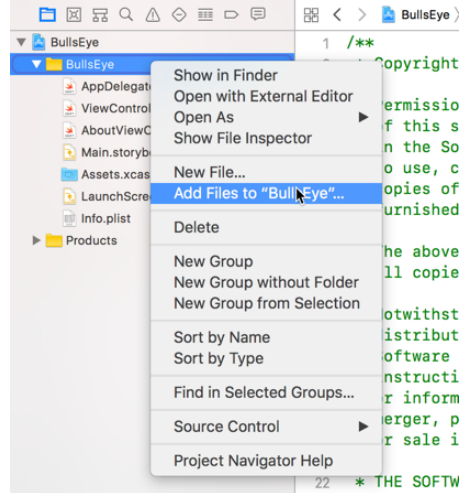 BullsEye
1 /**
BullsEye
Copyright
AppDelegat
ViewControl
AboutViewC
Main.storyb
Assets.xcas
LaunchScre
Info.plist
Products
Show in Finder
Open with External Editor
Open As
Show File Inspector
New File...
Add Files to “BullsEye”...
Delete
New Group
New Group without Folder
New Group from Selection
Sort by Name
Sort by Type
Find in Selected Groups...
Source Control
Project Navigator Help
BullsEye
ermissio
f this s
n the So
o use, c
opies of
urnished
he above
ll copie
otwithst
istribut
oftware
nstructi
r inform
erger, p
r sale i
22 * THE SOFTW